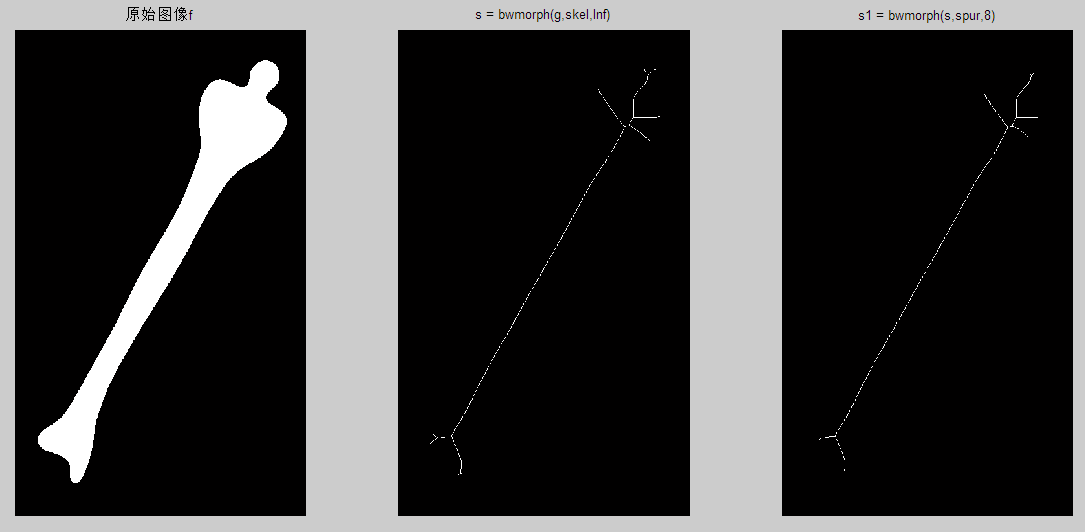 原始图像f
s = bwmorph(g,skel,Inf)
s1 = bwmorph(s,spur,8)